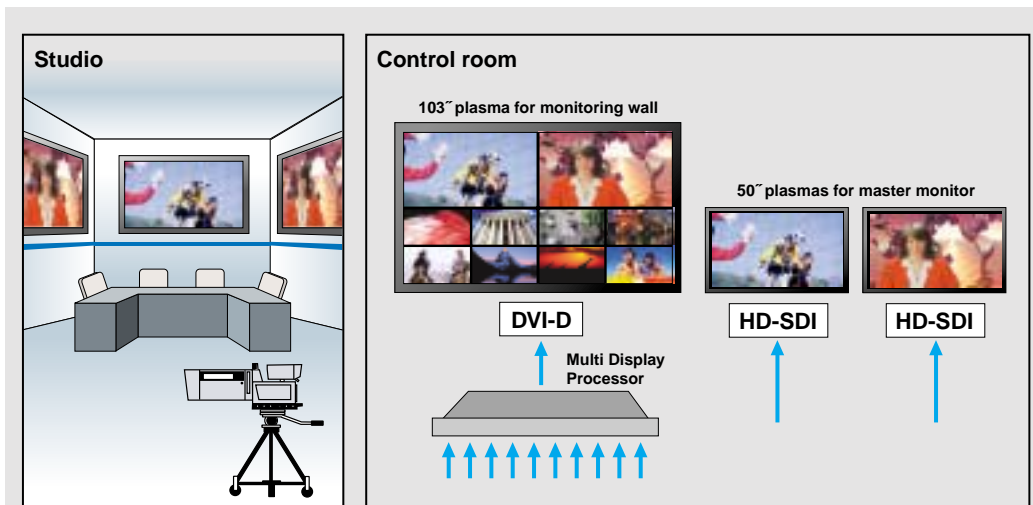 Studio
Control room
103˝ plasma for monitoring wall
50˝ plasmas for master monitor
DVI-D
HD-SDI
HD-SDI
Multi Display
Processor